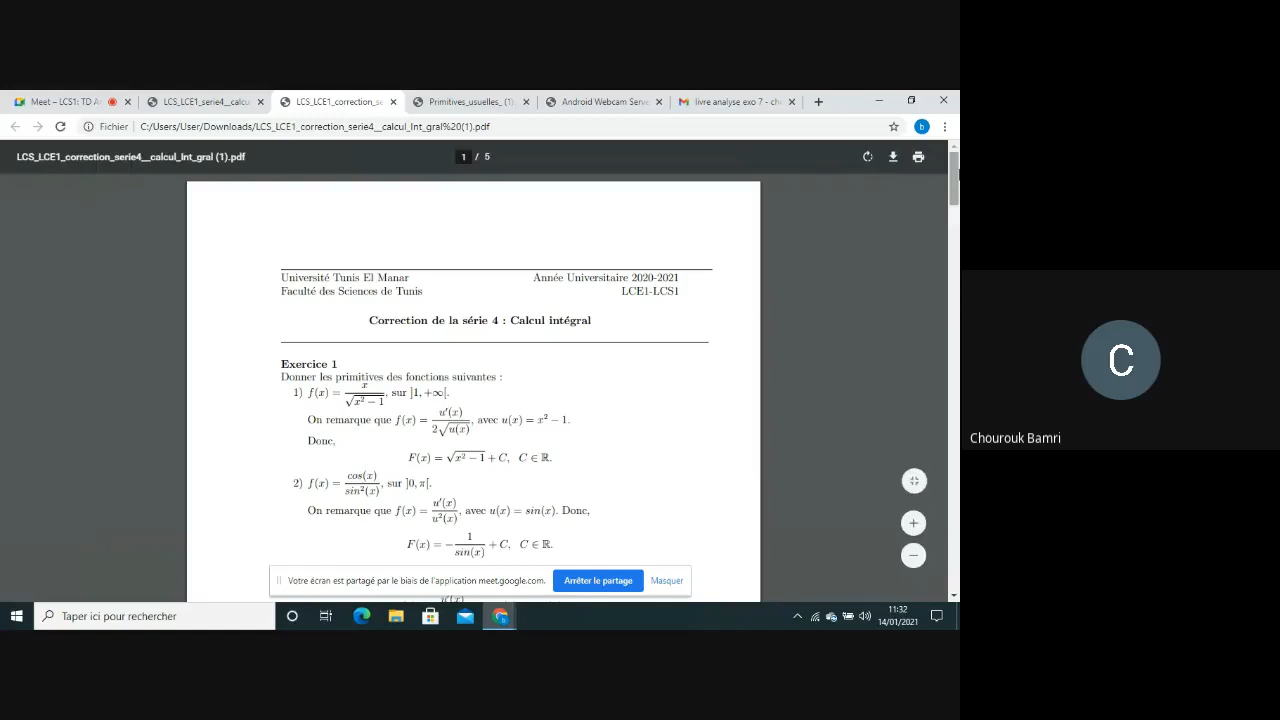 Meet – LCS1: TD A
LCS_LCE1_serie4__calcu
LCS_LCE1_correction_se
Primitives_usuelles_ (1)
Android Webcam Serve
livre analyse exo 7 - ch
Fichier
C:/Users/User/Downloads/LCS_LCE1_correction_serie4__calcul_Int_gral%20(1).pdf
b
LCS_LCE1_correction_serie4__calcul_Int_gral (1).pdf
1 / 5
Université Tunis El Manar Année Universitaire 2020-2021
Faculté des Sciences de Tunis LCE1-LCS1
Correction de la série 4 : Calcul intégral
Exercice 1
Donner les primitives des fonctions suivantes :
1) f(x) = x/√(x² − 1), sur ]1, +∞[.
On remarque que f(x) = u′(x)/(2√u(x)), avec u(x) = x² − 1.
Donc,
F(x) = √(x² − 1) + C, C ∈ ℝ.
2) f(x) = cos(x)/sin²(x), sur ]0, π[.
On remarque que f(x) = u′(x)/u²(x), avec u(x) = sin(x). Donc,
F(x) = −1/sin(x) + C, C ∈ ℝ.
Votre écran est partagé par le biais de l'application meet.google.com.
Arrêter le partage
Masquer
Taper ici pour rechercher
11:32
14/01/2021
C
Chourouk Bamri